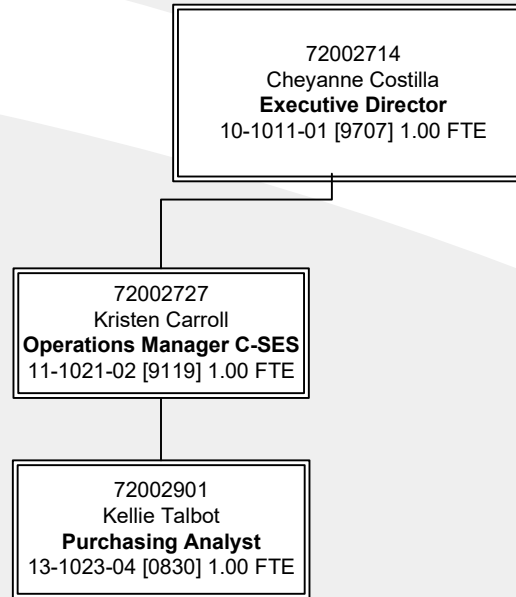 72002714
Cheyanne Costilla
Executive Director
10-1011-01 [9707] 1.00 FTE
72002727
Kristen Carroll
Operations Manager C-SES
11-1021-02 [9119] 1.00 FTE
72002901
Kellie Talbot
Purchasing Analyst
13-1023-04 [0830] 1.00 FTE